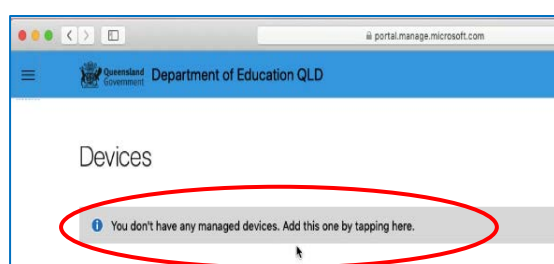 portal.manage.microsoft.com
Queensland Government Department of Education QLD
Devices
You don't have any managed devices. Add this one by tapping here.